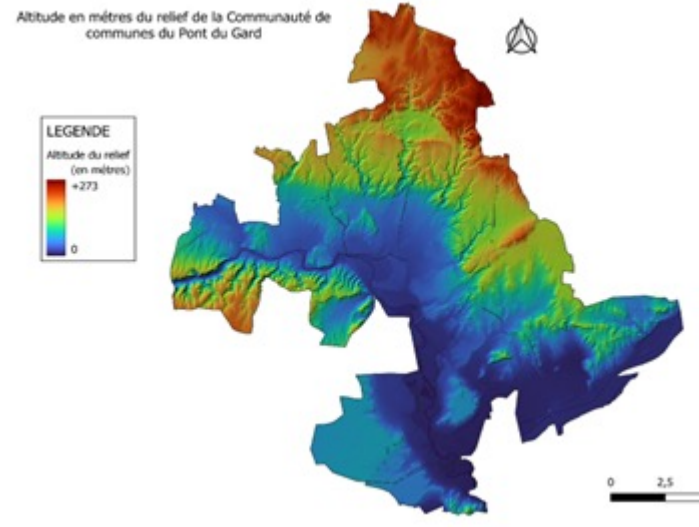 Altitude en mètres du relief de la Communauté de
communes du Pont du Gard
LEGENDE
Altitude du relief
(en mètres)
+273
0
0 2,5